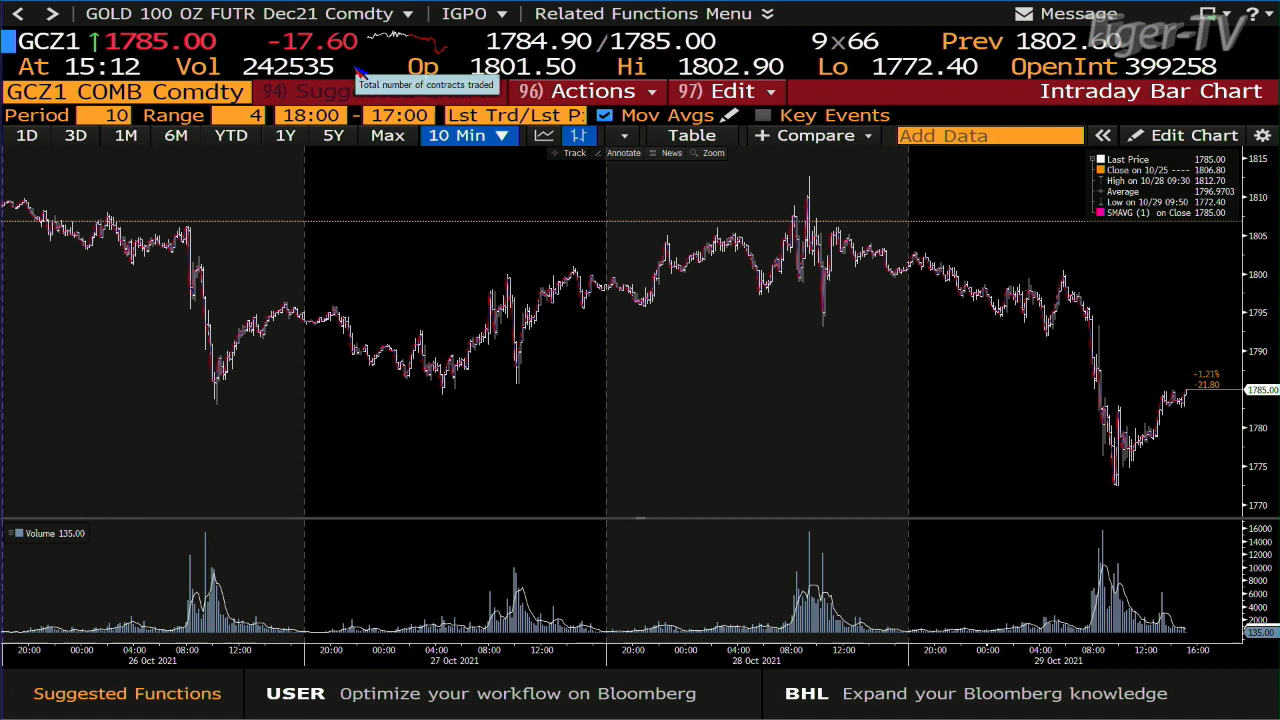 GOLD 100 OZ FUTR Dec21 Comdty IGPO Related Functions Menu Message ?
GCZ1 ↑1785.00 -17.60 1784.90/1785.00 9x66 Prev 1802.60
At 15:12 Vol 242535 Op 1801.50 Hi 1802.90 Lo 1772.40 OpenInt 399258
Total number of contracts traded
GCZ1 COMB Comdty 94) 96) Actions 97) Edit Intraday Bar Chart
Period 10 Range 4 18:00 - 17:00 Lst Trd/Lst P: Mov Avgs Key Events
1D 3D 1M 6M YTD 1Y 5Y Max 10 Min ▼ Table + Compare Add Data « Edit Chart
Track Annotate News Zoom
Last Price 1785.00
Close on 10/25 ---- 1806.80
High on 10/28 09:30 1812.70
Average 1796.9703
Low on 10/29 09:50 1772.40
SMAVG (1) on Close 1785.00
1815
1810
1805
1800
1795
1790
-1.21%
-21.80
1785.00
1780
1775
1770
Volume 135.00
16000
14000
12000
10000
8000
6000
4000
2000
135.00
20:00 00:00 04:00 08:00 12:00 20:00 00:00 04:00 08:00 12:00 20:00 00:00 04:00 08:00 12:00 20:00 00:00 04:00 08:00 12:00 16:00
26 Oct 2021 27 Oct 2021 28 Oct 2021 29 Oct 2021
Suggested Functions USER Optimize your workflow on Bloomberg BHL Expand your Bloomberg knowledge